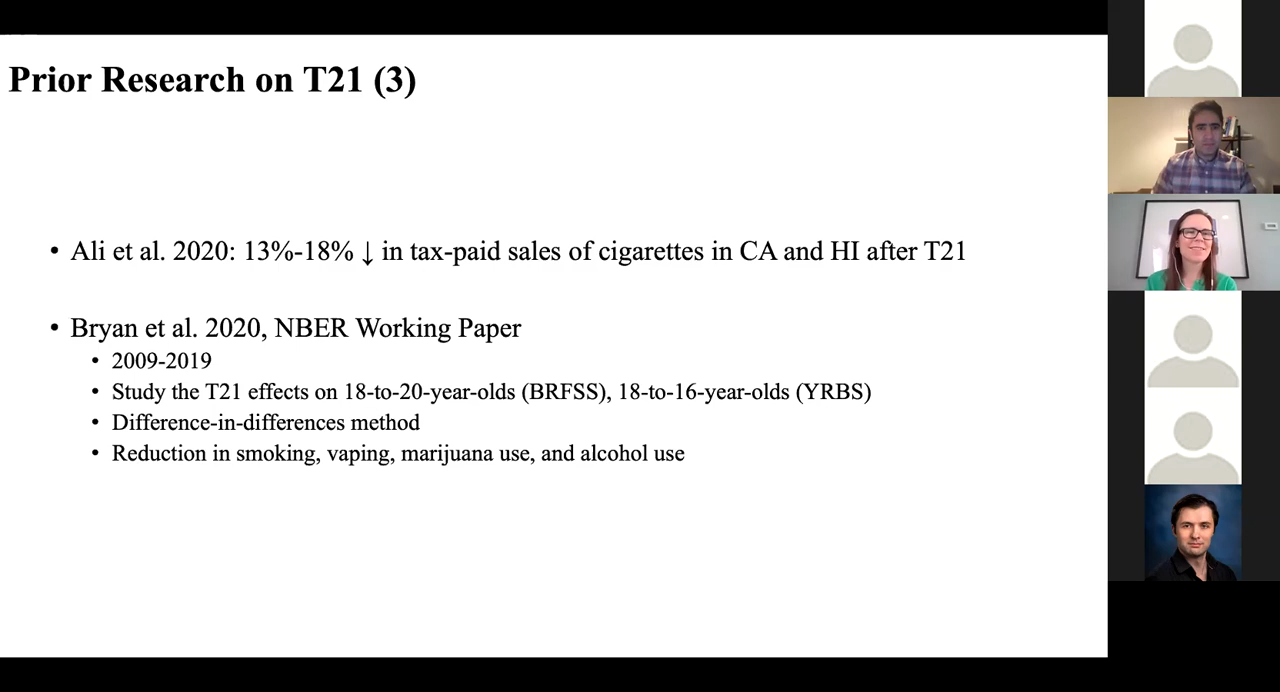 Prior Research on T21 (3)
• Ali et al. 2020: 13%-18% ↓ in tax-paid sales of cigarettes in CA and HI after T21
• Bryan et al. 2020, NBER Working Paper
• 2009-2019
• Study the T21 effects on 18-to-20-year-olds (BRFSS), 18-to-16-year-olds (YRBS)
• Difference-in-differences method
• Reduction in smoking, vaping, marijuana use, and alcohol use